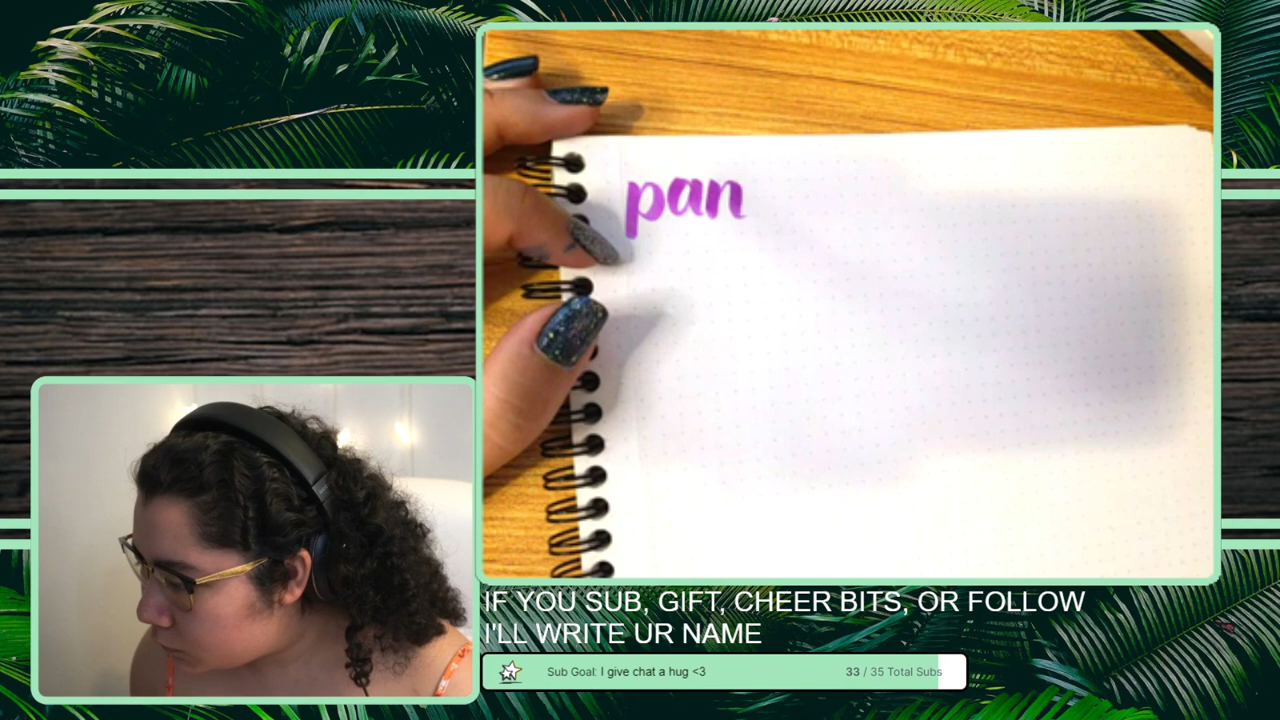 pan
IF YOU SUB, GIFT, CHEER BITS, OR FOLLOW
I'LL WRITE UR NAME
Sub Goal: I give chat a hug <3 33 / 35 Total Subs